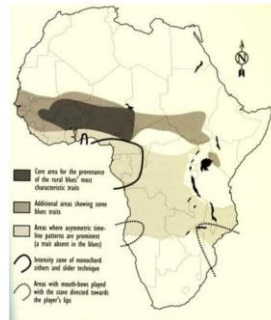 N
Core area for the provenance
of the rural blues' most
characteristic traits
Additional areas showing some
blues traits
Areas where asymmetric time-
line patterns are prominent
(a trait absent in the blues)
Intensity zone of monochord
zithers and slider technique
Areas with mouth-bows played
with the stave directed towards
the player's lips